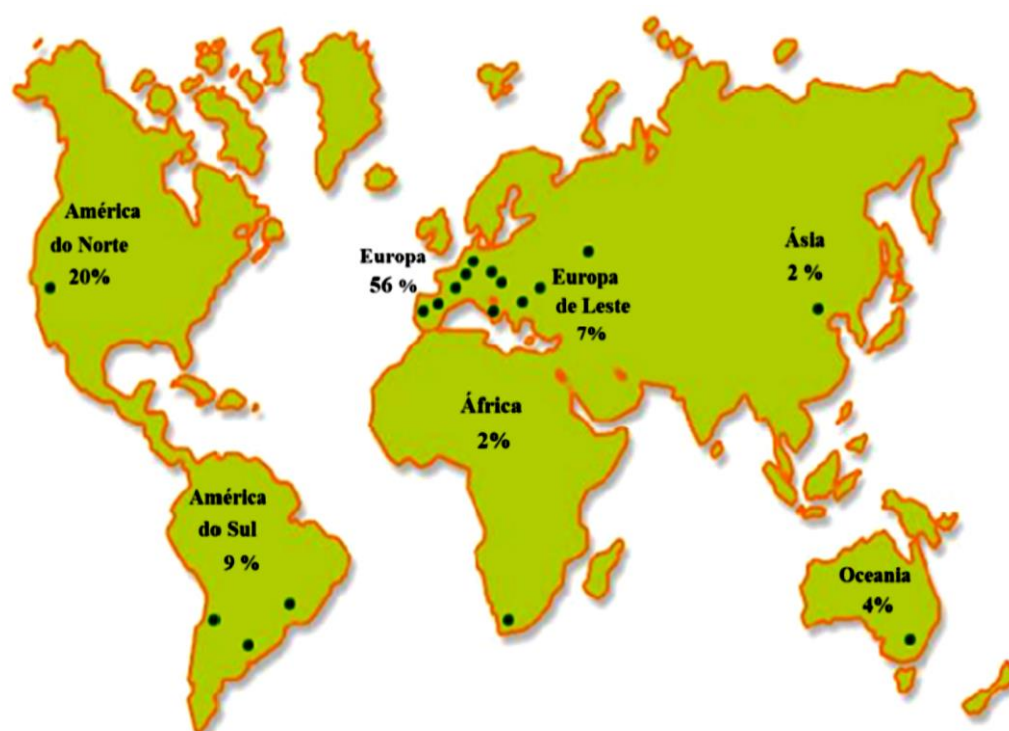 América
do Norte
20%
Europa
56 %
Europa
de Leste
7%
Ásia
2 %
África
2%
América
do Sul
9 %
Oceania
4%